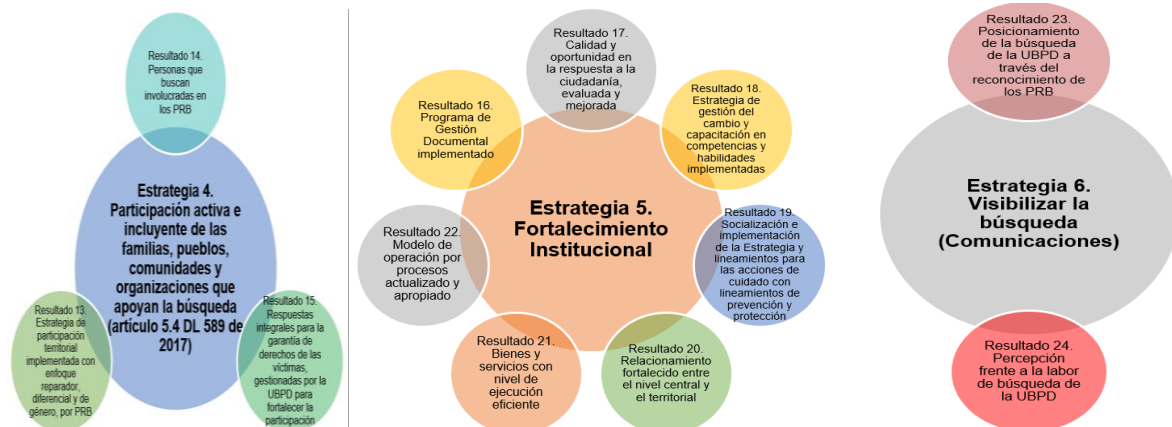 Resultado 14.
Personas que
buscan
involucradas en
los PRB
Estrategia 4.
Participación activa e
incluyente de las
familias, pueblos,
comunidades y
organizaciones que
apoyan la búsqueda
(artículo 5.4 DL 589 de
2017)
Resultado 13.
Estrategia de
participación
territorial
implementada con
enfoque
reparador,
diferencial y de
género, por PRB
Resultado 15.
Respuestas
integrales para la
garantía de
derechos de las
víctimas,
gestionadas por la
UBPD para
fortalecer la
participación
Resultado 17.
Calidad y
oportunidad en
la respuesta a la
ciudadanía,
evaluada y
mejorada
Resultado 16.
Programa de
Gestión
Documental
implementado
Resultado 18.
Estrategia de
gestión del
cambio y
capacitación en
competencias y
habilidades
implementadas
Estrategia 5.
Fortalecimiento
Institucional
Resultado 22.
Modelo de
operación por
procesos
actualizado y
apropiado
Resultado 19.
Socialización e
implementación
de la Estrategia y
lineamientos para
las acciones de
cuidado con
lineamientos de
prevención y
protección
Resultado 21.
Bienes y
servicios con
nivel de
ejecución
eficiente
Resultado 20.
Relacionamiento
fortalecido entre
el nivel central y
el territorial
Resultado 23.
Posicionamiento
de la búsqueda
de la UBPD a
través del
reconocimiento de
los PRB
Estrategia 6.
Visibilizar la
búsqueda
(Comunicaciones)
Resultado 24.
Percepción
frente a la labor
de búsqueda de
la UBPD